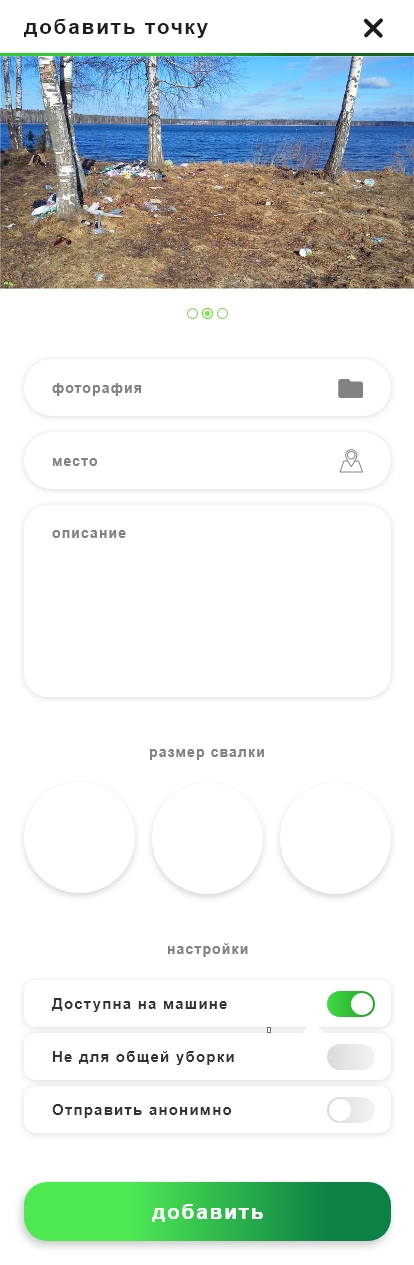 добавить точку
фоторафия
место
описание
размер свалки
настройки
Доступна на машине
Не для общей уборки
Отправить анонимно
добавить